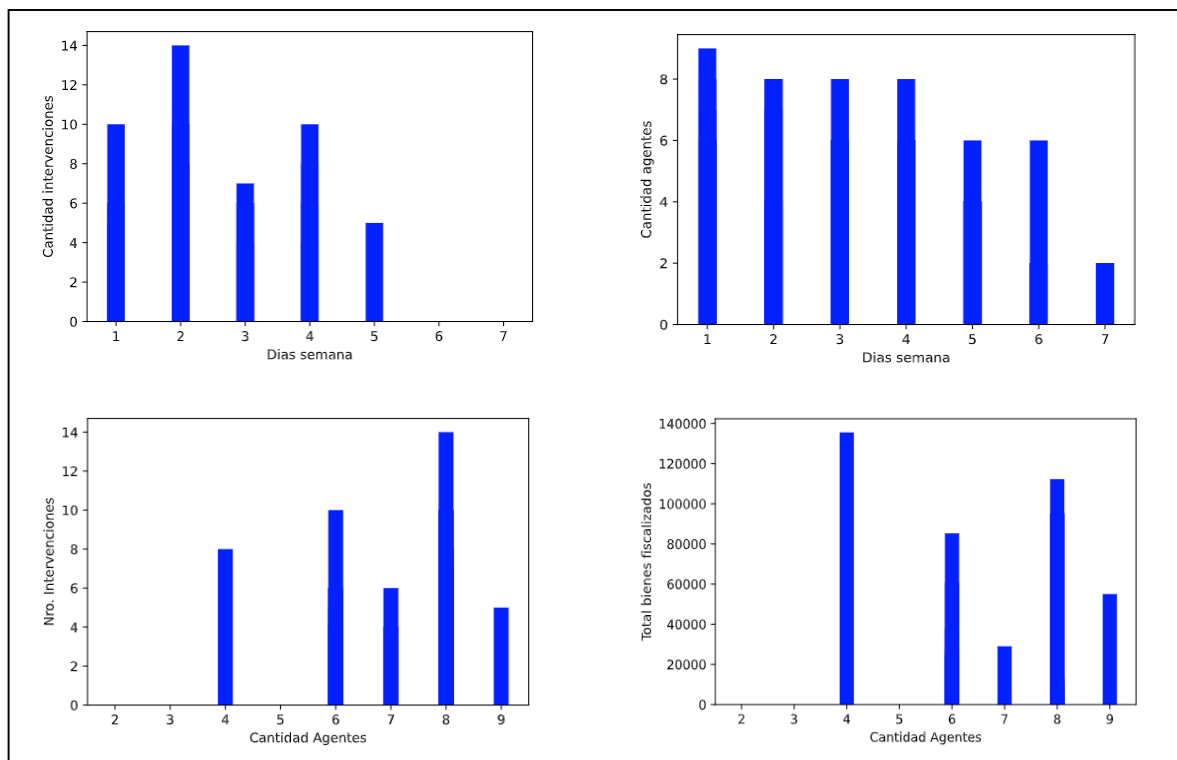 Cantidad intervenciones
14
12
10
8
6
4
2
0
1 2 3 4 5 6 7
Dias semana
Cantidad agentes
8
6
4
2
0
1 2 3 4 5 6 7
Dias semana
Nro. Intervenciones
14
12
10
8
6
4
2
0
2 3 4 5 6 7 8 9
Cantidad Agentes
Total bienes fiscalizados
140000
120000
100000
80000
60000
40000
20000
0
2 3 4 5 6 7 8 9
Cantidad Agentes